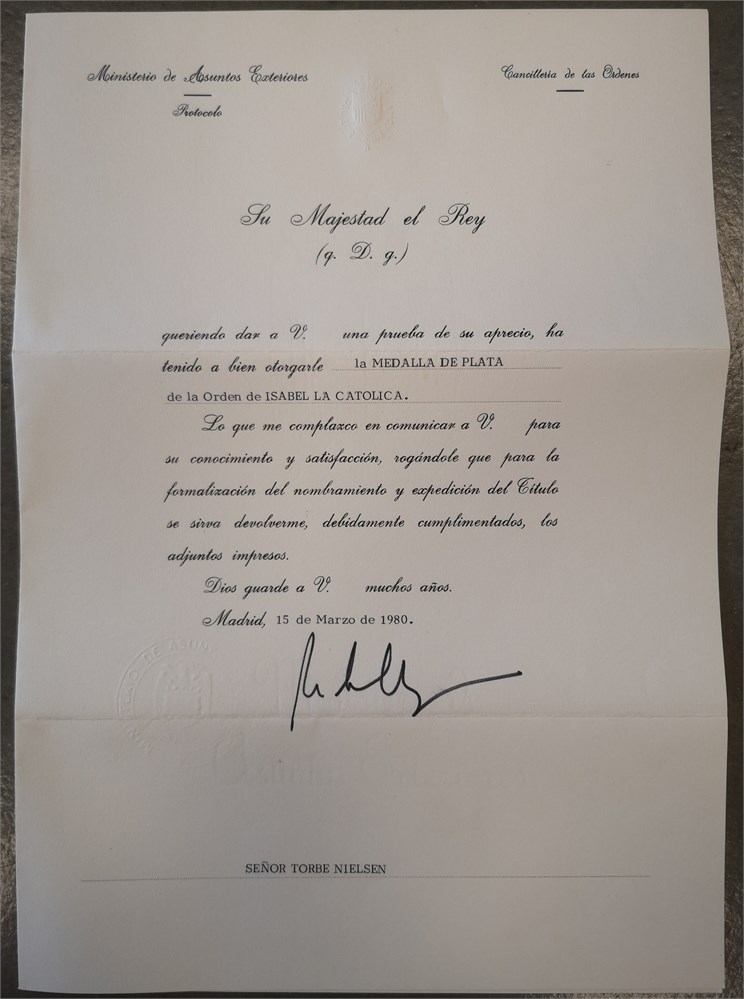 Ministerio de Asuntos Exteriores
Protocolo
Cancillería de las Ordenes
Su Majestad el Rey
(q. D. g.)
queriendo dar a V. una prueba de su aprecio, ha
tenido a bien otorgarle la MEDALLA DE PLATA
de la Orden de ISABEL LA CATOLICA.
Lo que me complazco en comunicar a V. para
su conocimiento y satisfacción, rogándole que para la
formalización del nombramiento y expedición del Título
se sirva devolverme, debidamente cumplimentados, los
adjuntos impresos.
Dios guarde a V. muchos años.
Madrid, 15 de Marzo de 1980.
MINISTERIO DE ASUN
SEÑOR TORBE NIELSEN